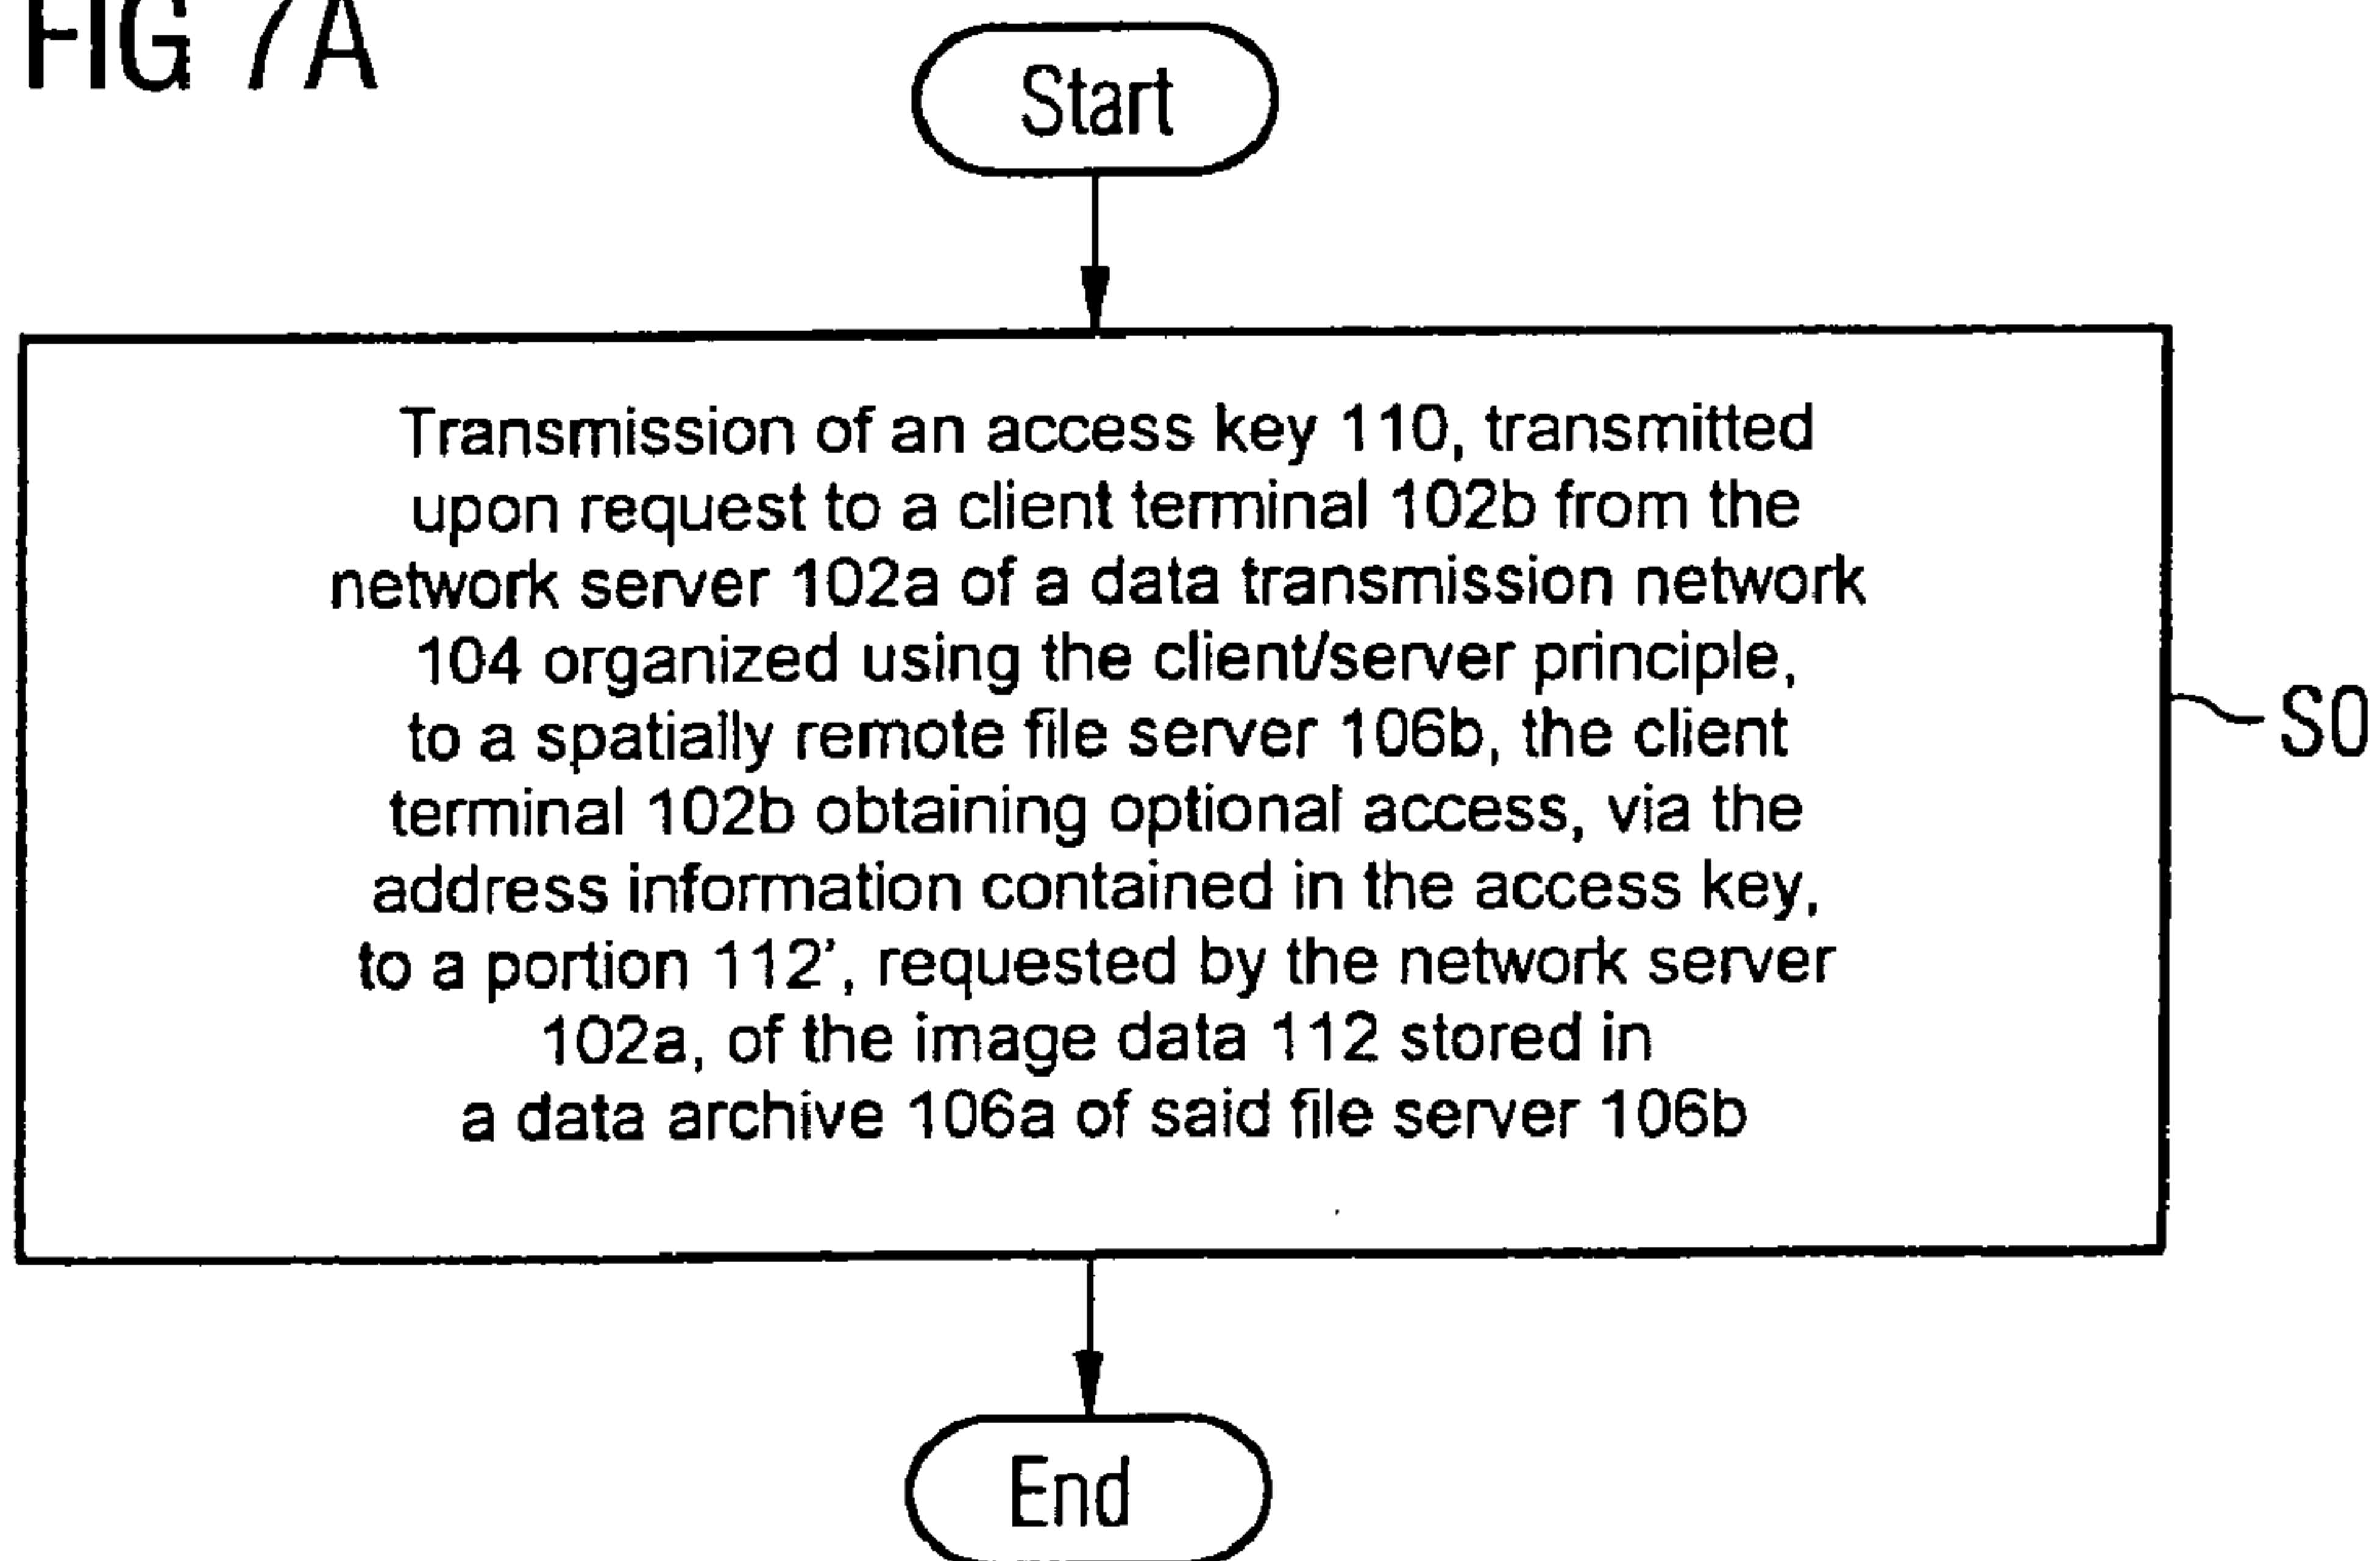 FIG 7A
Start
Transmission of an access key 110, transmitted
upon request to a client terminal 102b from the
network server 102a of a data transmission network
104 organized using the client/server principle,
to a spatially remote file server 106b, the client
terminal 102b obtaining optional access, via the
address information contained in the access key,
to a portion 112', requested by the network server
102a, of the image data 112 stored in
a data archive 106a of said file server 106b
S0
End